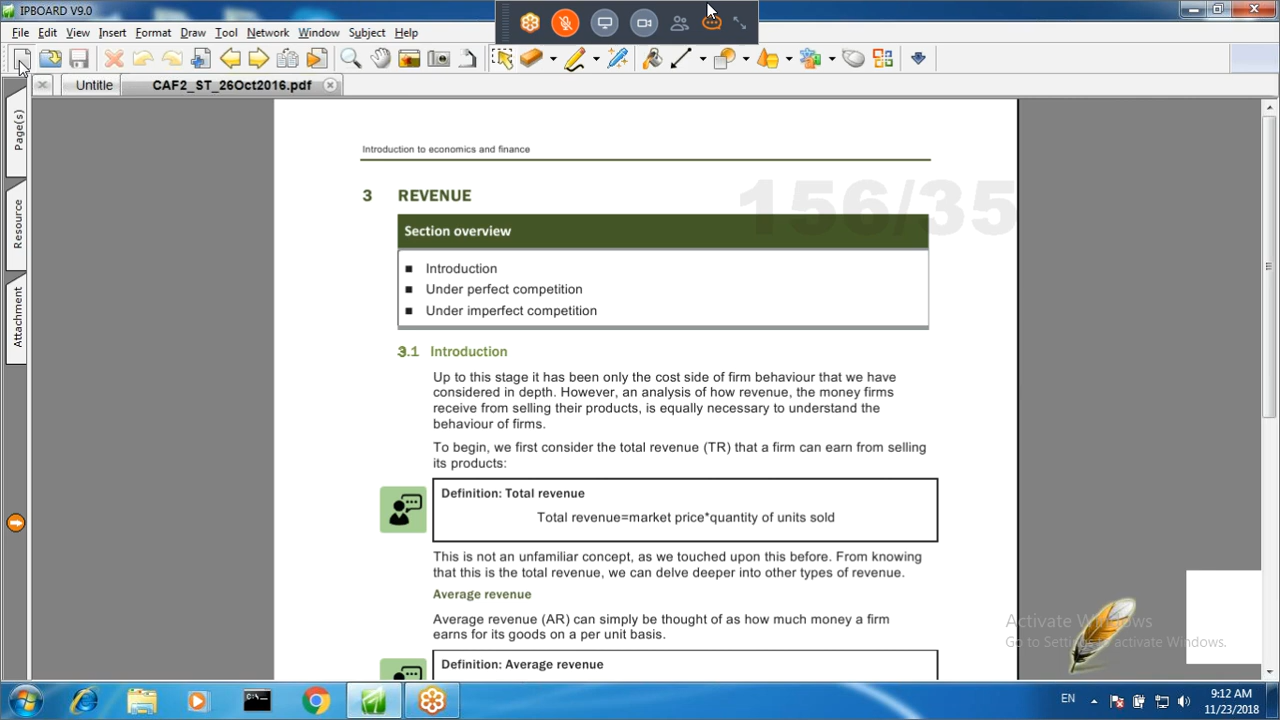 IPBOARD V9.0
File Edit View Insert Format Draw Tool Network Window Subject Help
Untitle CAF2_ST_26Oct2016.pdf
Page(s)
Resource
Attachment
Introduction to economics and finance
156/35
3 REVENUE
Section overview
■ Introduction
■ Under perfect competition
■ Under imperfect competition
3.1 Introduction
Up to this stage it has been only the cost side of firm behaviour that we have
considered in depth. However, an analysis of how revenue, the money firms
receive from selling their products, is equally necessary to understand the
behaviour of firms.
To begin, we first consider the total revenue (TR) that a firm can earn from selling
its products:
Definition: Total revenue
Total revenue=market price*quantity of units sold
This is not an unfamiliar concept, as we touched upon this before. From knowing
that this is the total revenue, we can delve deeper into other types of revenue.
Average revenue
Average revenue (AR) can simply be thought of as how much money a firm
earns for its goods on a per unit basis.
Definition: Average revenue
Activate Windows
Go to Settings to activate Windows.
EN
9:12 AM
11/23/2018